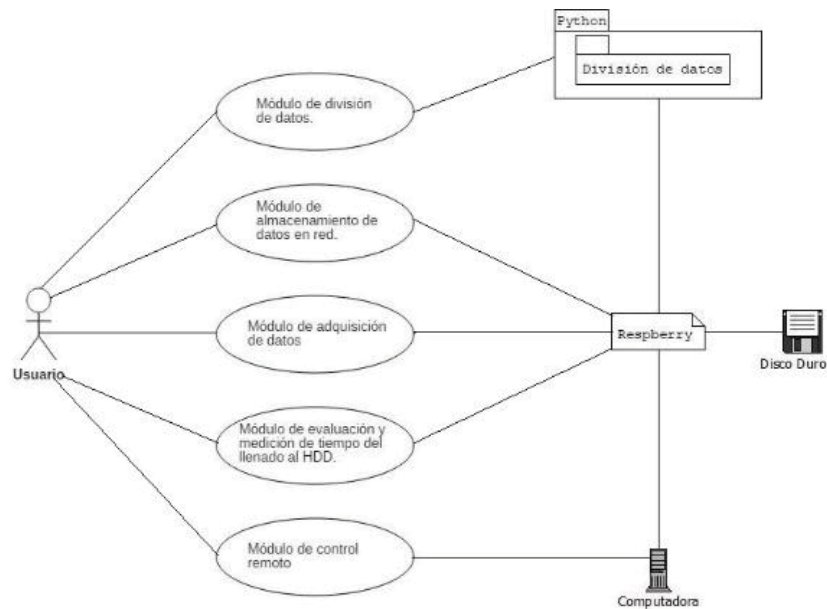 Python
División de datos
Módulo de división
de datos.
Módulo de
almacenamiento de
datos en red.
Módulo de adquisición
de datos
Respberry
Disco Duro
Usuario
Módulo de evaluación y
medición de tiempo del
llenado al HDD.
Módulo de control
remoto
Computadora